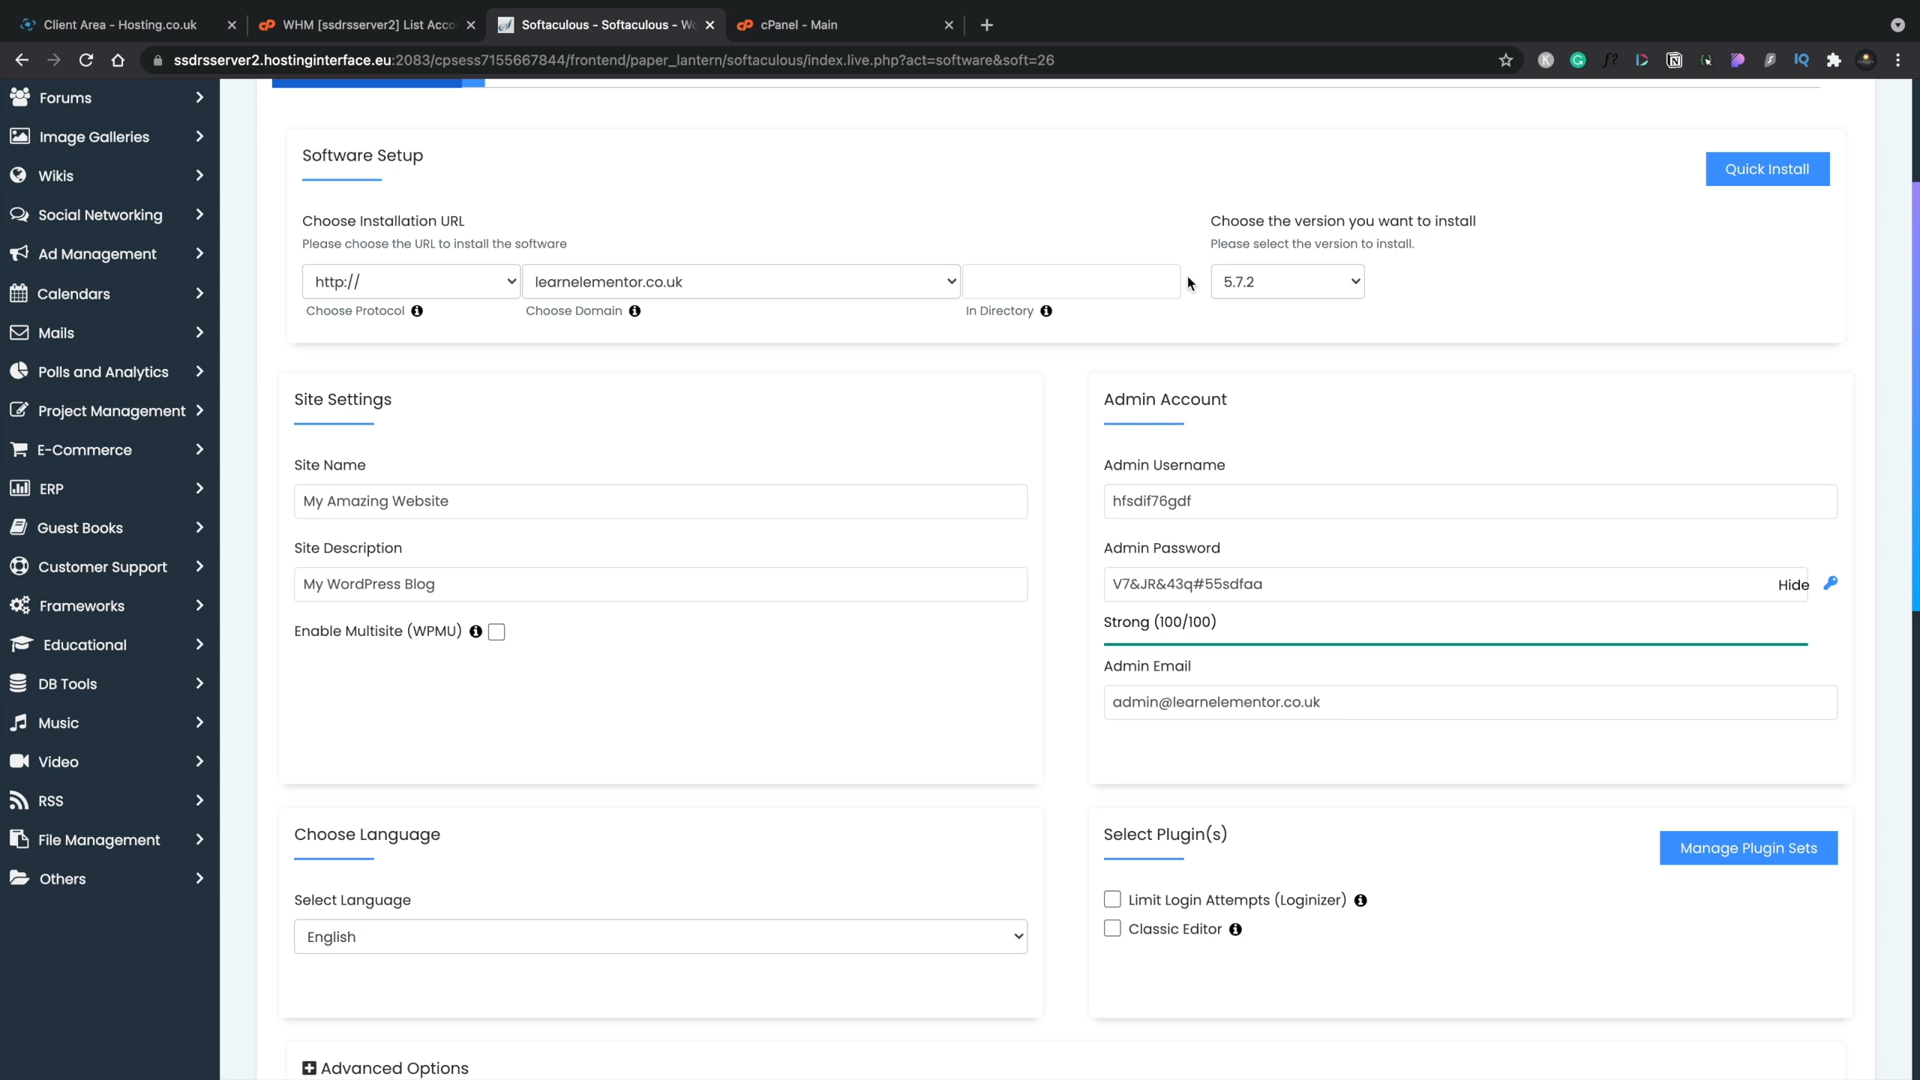 Client Area - Hosting.co.uk
WHM [ssdrsserver2] List Acco
Softaculous - Softaculous - Wo
cPanel - Main
ssdrsserver2.hostinginterface.eu:2083/cpsess7155667844/frontend/paper_lantern/softaculous/index.live.php?act=software&soft=26
Forums
Image Galleries
Wikis
Social Networking
Ad Management
Calendars
Mails
Polls and Analytics
Project Management
E-Commerce
ERP
Guest Books
Customer Support
Frameworks
Educational
DB Tools
Music
Video
RSS
File Management
Others
Software Setup
Quick Install
Choose Installation URL
Please choose the URL to install the software
http://
learnelementor.co.uk
Choose Protocol
Choose Domain
In Directory
Choose the version you want to install
Please select the version to install.
5.7.2
Site Settings
Site Name
My Amazing Website
Site Description
My WordPress Blog
Enable Multisite (WPMU)
Admin Account
Admin Username
hfsdif76gdf
Admin Password
V7&JR&43q#55sdfaa
Hide
Strong (100/100)
Admin Email
admin@learnelementor.co.uk
Choose Language
Select Language
English
Select Plugin(s)
Manage Plugin Sets
Limit Login Attempts (Loginizer)
Classic Editor
Advanced Options